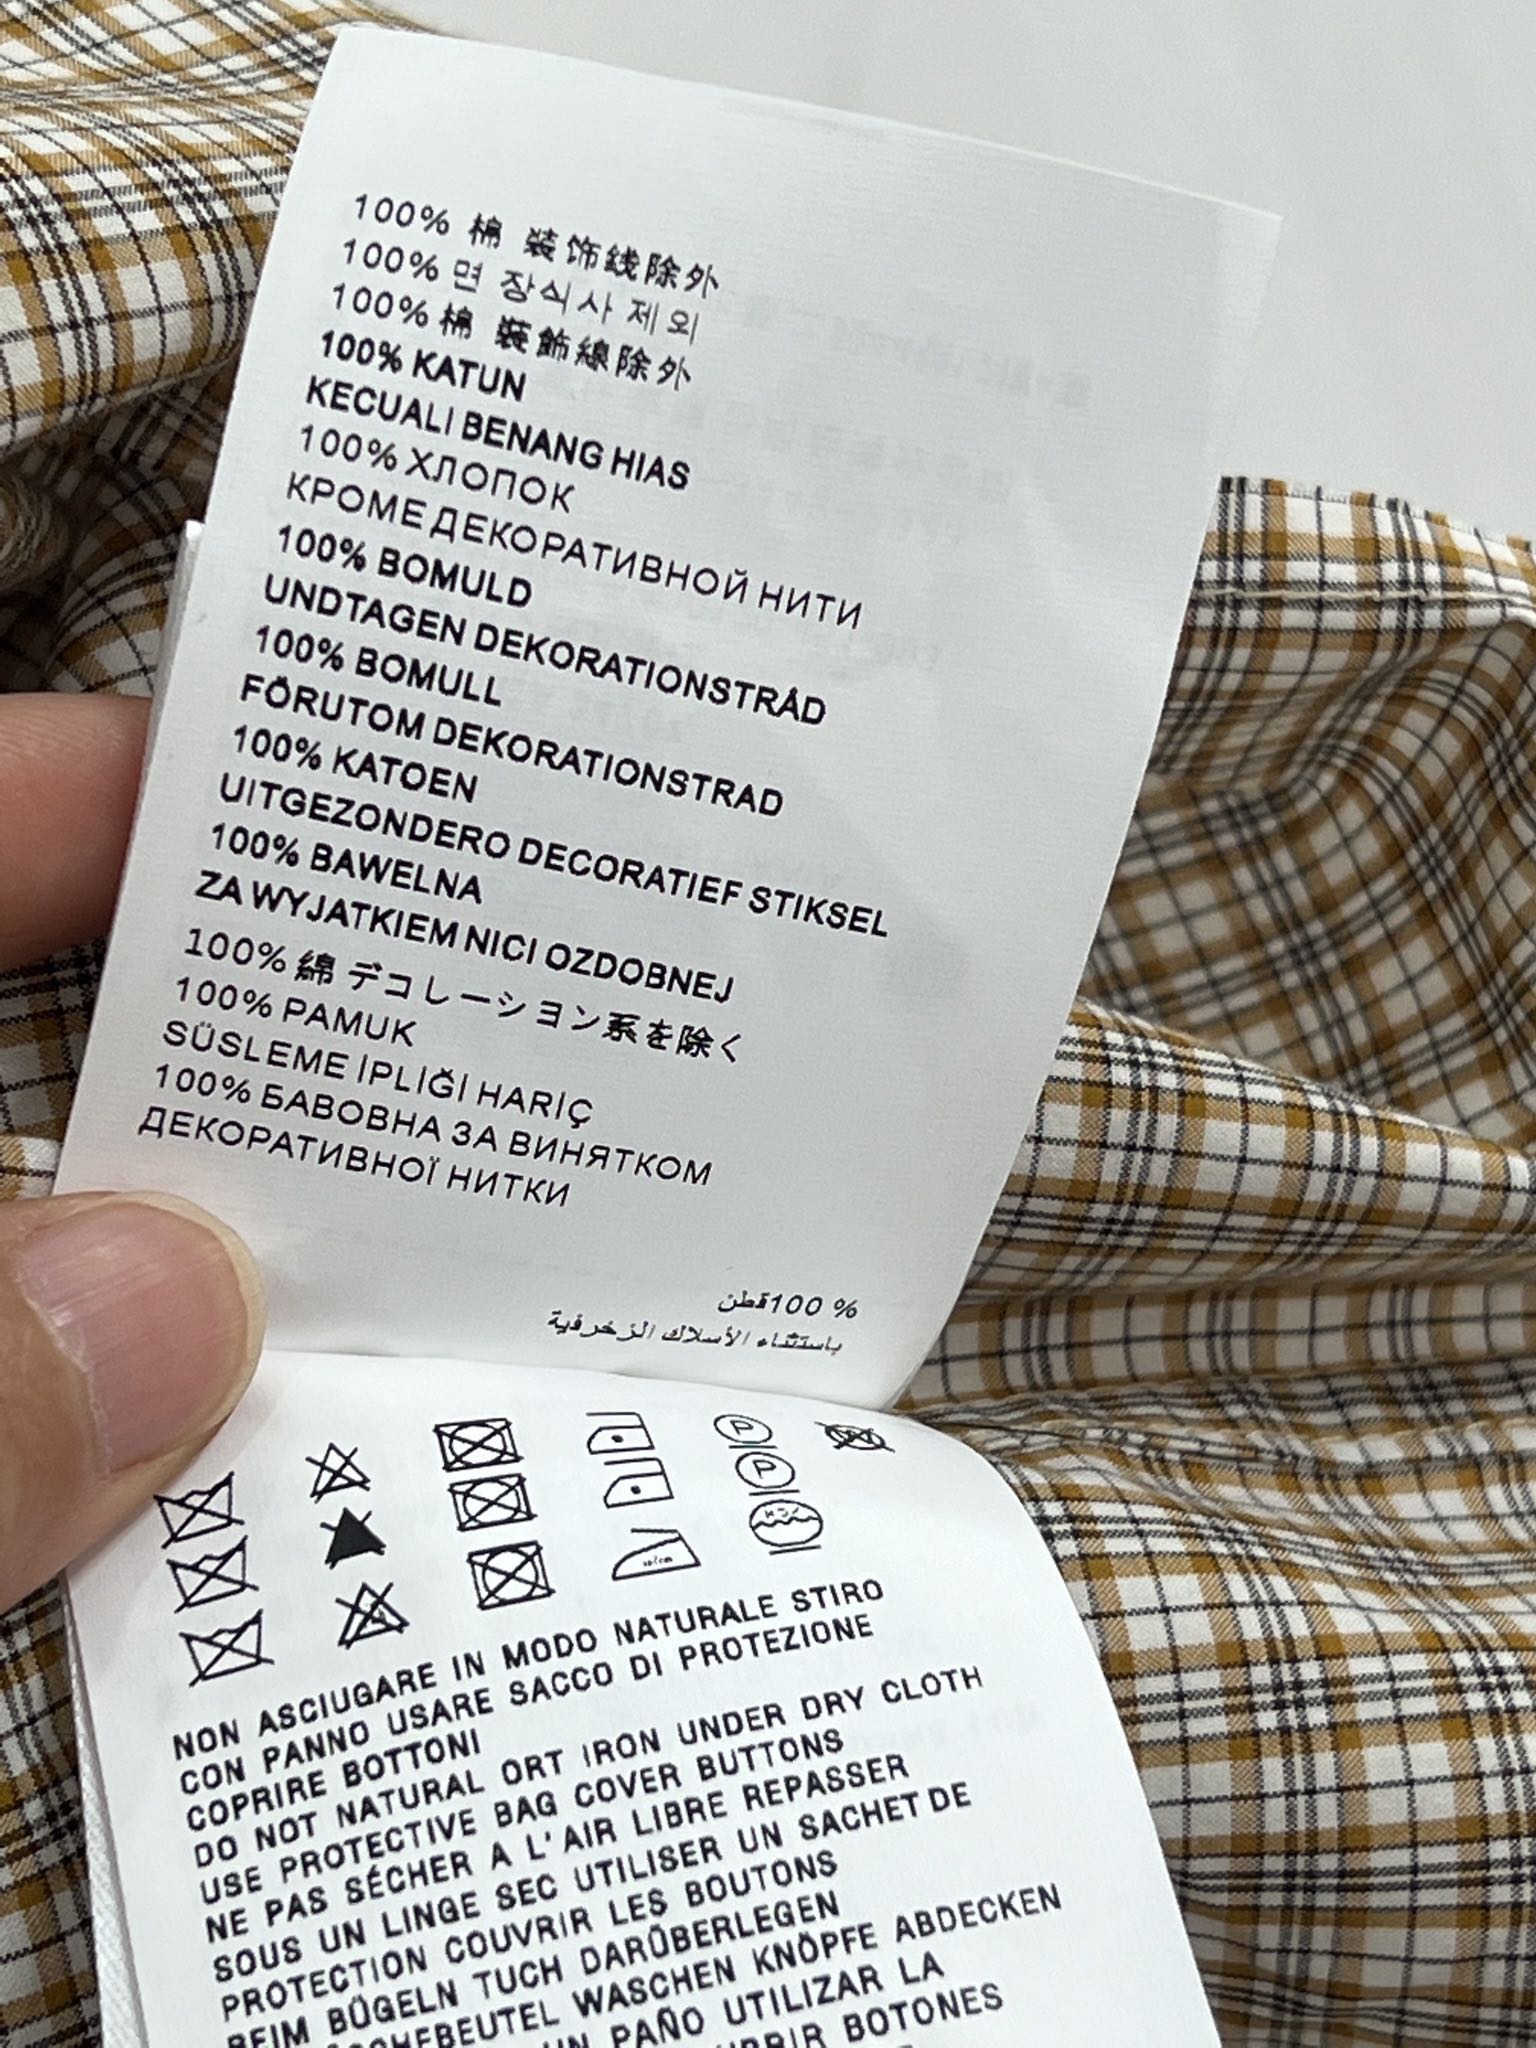 100% 棉 装饰线除外
100% 면 장식사 제외
100% 棉 裝飾線除外
100% KATUN
KECUALI BENANG HIAS
100% ХЛОПОК
КРОМЕ ДЕКОРАТИВНОЙ НИТИ
100% BOMULD
UNDTAGEN DEKORATIONSTRÅD
100% BOMULL
FÖRUTOM DEKORATIONSTRAD
100% KATOEN
UITGEZONDERO DECORATIEF STIKSEL
100% BAWELNA
ZA WYJATKIEM NICI OZDOBNEJ
100% 綿 デコレーション系を除く
100% PAMUK
SÜSLEME İPLİĞİ HARİÇ
100% БАВОВНА ЗА ВИНЯТКОМ
ДЕКОРАТИВНОЇ НИТКИ
% 100قطن
باستثناء الأسلاك الزخرفية
P
P
NON ASCIUGARE IN MODO NATURALE STIRO
CON PANNO USARE SACCO DI PROTEZIONE
COPRIRE BOTTONI
DO NOT NATURAL ORT IRON UNDER DRY CLOTH
USE PROTECTIVE BAG COVER BUTTONS
NE PAS SÉCHER A L'AIR LIBRE REPASSER
SOUS UN LINGE SEC UTILISER UN SACHET DE
PROTECTION COUVRIR LES BOUTONS
BEIM BÜGELN TUCH DARÜBERLEGEN
WASCHEN KNÖPFE ABDECKEN
UN PAÑO UTILIZAR LA
BOTONES